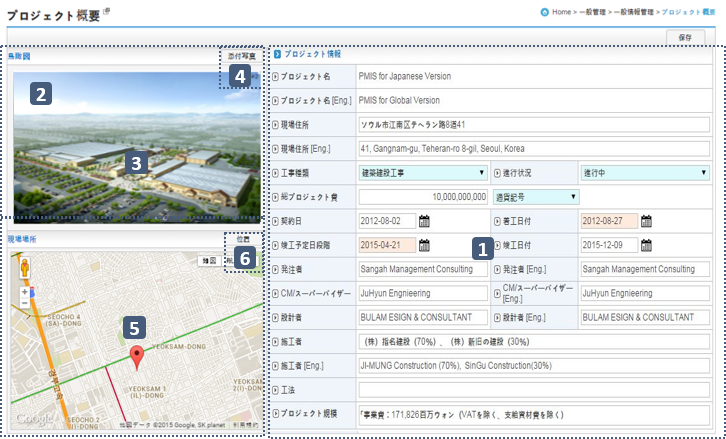 プロジェクト概要
Home > 一般管理 > 一般情報管理 > プロジェクト概要
保存
鳥瞰図
添付写真
2
4
3
現場場所
位置
6
地図
SEOCHO 4
(SA)-DONG
YEOKSAM-DONG
5
YEOKSAM 1
(IL)-DONG
SEOCHO 2
Google
地図データ ©2015 Google, SK planet
利用規約
プロジェクト情報
プロジェクト名 PMIS for Japanese Version
プロジェクト名 [Eng.] PMIS for Global Version
現場住所 ソウル市江南区テヘラン路8道41
現場住所 [Eng.] 41, Gangnam-gu, Teheran-ro 8-gil, Seoul, Korea
工事種類 建築建設工事 進行状況 進行中
総プロジェクト費 10,000,000,000 通貨記号
契約日 2012-08-02 着工日付 2012-08-27
竣工予定日段階 2015-04-21 1 竣工日付 2015-12-09
発注者 Sangah Management Consulting 発注者 [Eng.] Sangah Management Consulting
CM/スーパーバイザー JuHyun Engnieering CM/スーパーバイザー [Eng.] JuHyun Engnieering
設計者 BULAM ESIGN & CONSULTANT 設計者 [Eng.] BULAM ESIGN & CONSULTANT
施工者 (株) 指名建設 (70%) 、 (株) 新旧の建設 (30%)
施工者 [Eng.] JI-MUNG Construction (70%), SinGu Construction(30%)
工法
プロジェクト規模 「事業費：171,826百万ウォン (VATを除く、支給資材費を除く)